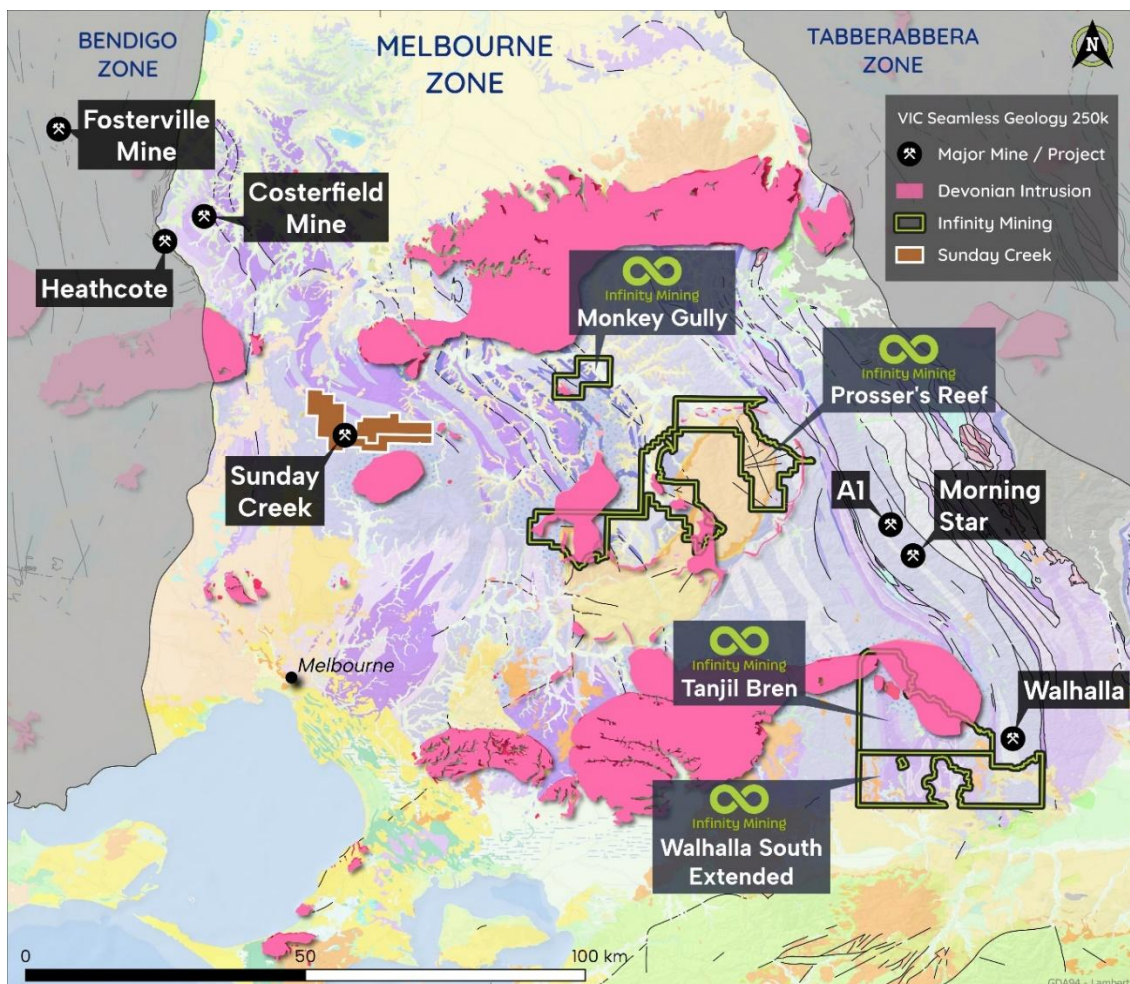 BENDIGO
ZONE
MELBOURNE
ZONE
TABBERABBERA
ZONE
N
Fosterville
Mine
VIC Seamless Geology 250k
Major Mine / Project
Devonian Intrusion
Infinity Mining
Sunday Creek
Costerfield
Mine
Heathcote
Infinity Mining
Monkey Gully
Infinity Mining
Prosser's Reef
Sunday
Creek
A1
Morning
Star
Melbourne
Infinity Mining
Tanjil Bren
Walhalla
Infinity Mining
Walhalla South
Extended
0
50
100 km
GDA94 - Lambert